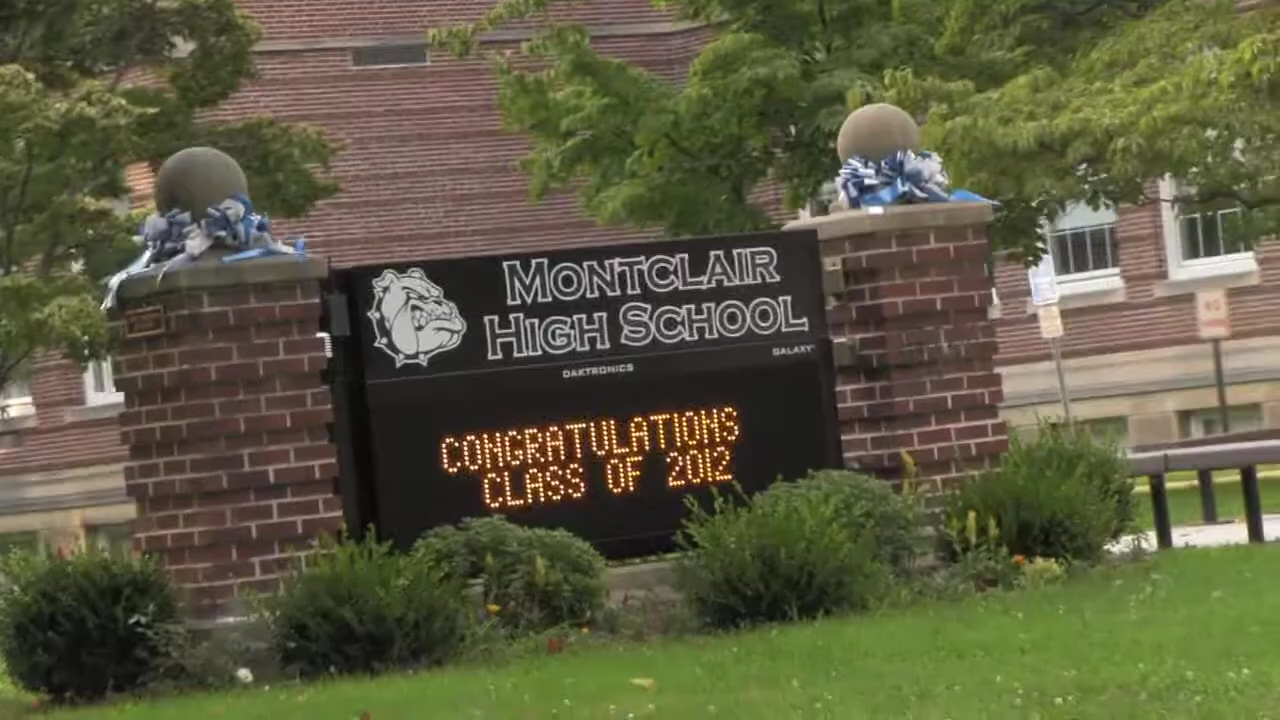 MONTCLAIR
HIGH SCHOOL
DAKTRONICS
GALAXY
CONGRATULATIONS
CLASS OF 2012